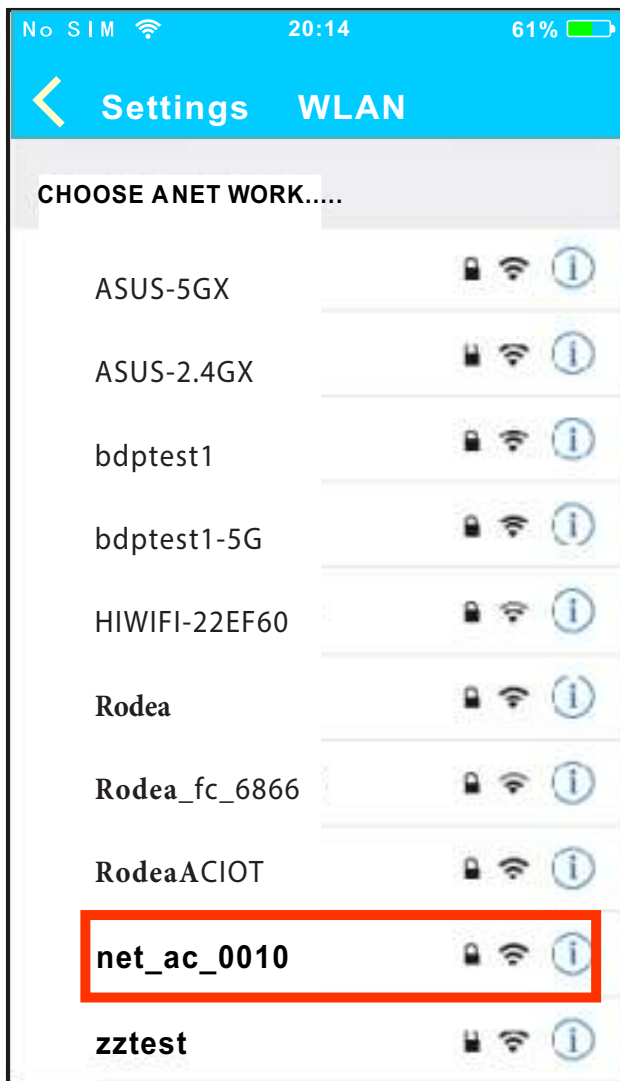 No SIM 20:14 61%
Settings WLAN
CHOOSE ANET WORK.....
ASUS-5GX
ASUS-2.4GX
bdptest1
bdptest1-5G
HIWIFI-22EF60
Rodea
Rodea_fc_6866
RodeaACIOT
net_ac_0010
zztest